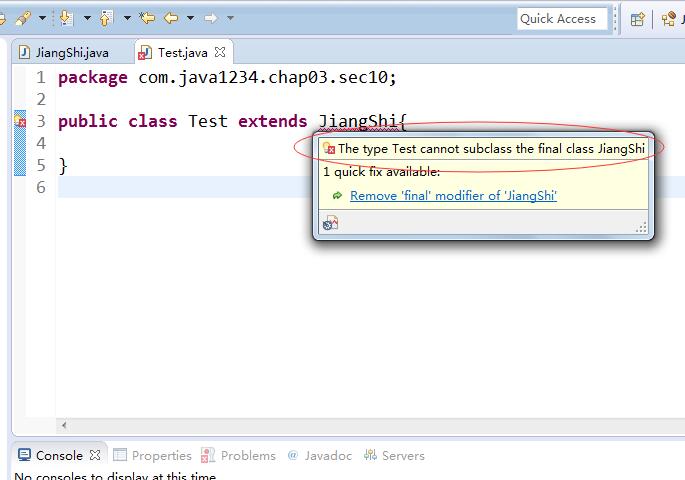 Quick Access
JiangShi.java
Test.java
1 package com.java1234.chap03.sec10;
2
3 public class Test extends JiangShi{
4
5 }
6
The type Test cannot subclass the final class JiangShi
1 quick fix available:
Remove 'final' modifier of 'JiangShi'
Console
Properties
Problems
@ Javadoc
Servers
No consoles to display at this time.